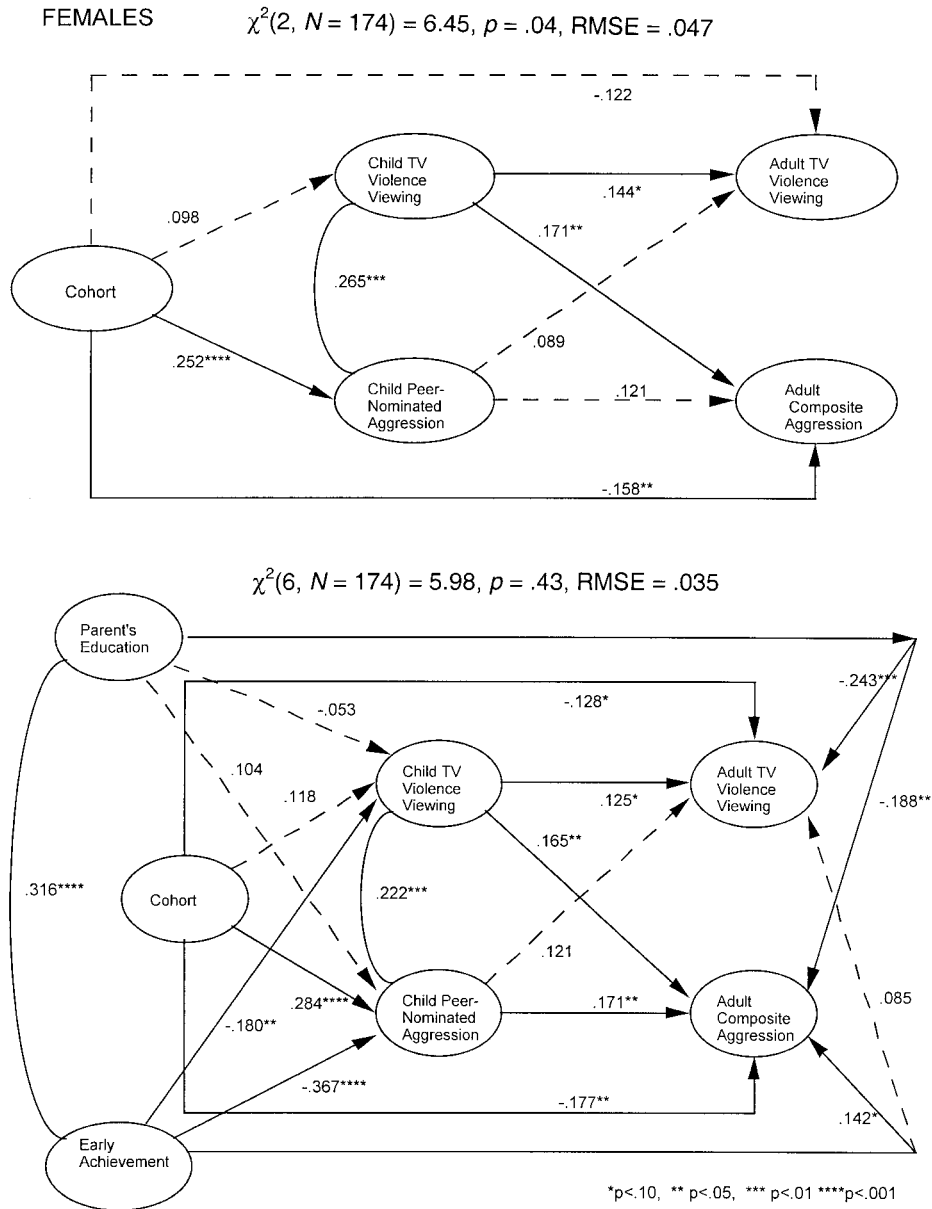 FEMALES
χ²(2, N = 174) = 6.45, p = .04, RMSE = .047
-.122
Child TV
Violence
Viewing
Adult TV
Violence
Viewing
.144*
.098
.171**
Cohort
.265***
.089
.252****
Child Peer-
Nominated
Aggression
.121
Adult
Composite
Aggression
-.158**
χ²(6, N = 174) = 5.98, p = .43, RMSE = .035
Parent's
Education
-.243***
-.128*
-.053
.104
Child TV
Violence
Viewing
Adult TV
Violence
Viewing
.118
.125*
-.188**
.165**
.316****
Cohort
.222***
.121
.284****
Child Peer-
Nominated
Aggression
.171**
Adult
Composite
Aggression
.085
-.180**
-.367****
-.177**
.142*
Early
Achievement
*p<.10, ** p<.05, *** p<.01 ****p<.001